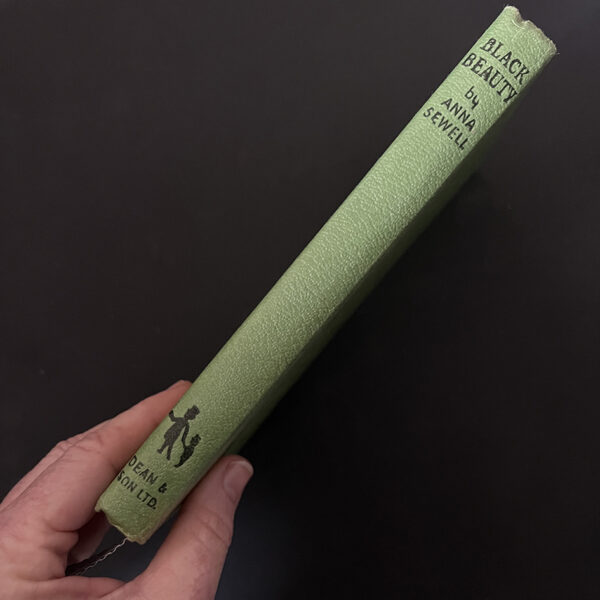 BLACK
BEAUTY
by
ANNA
SEWELL
DEAN &
SON LTD.